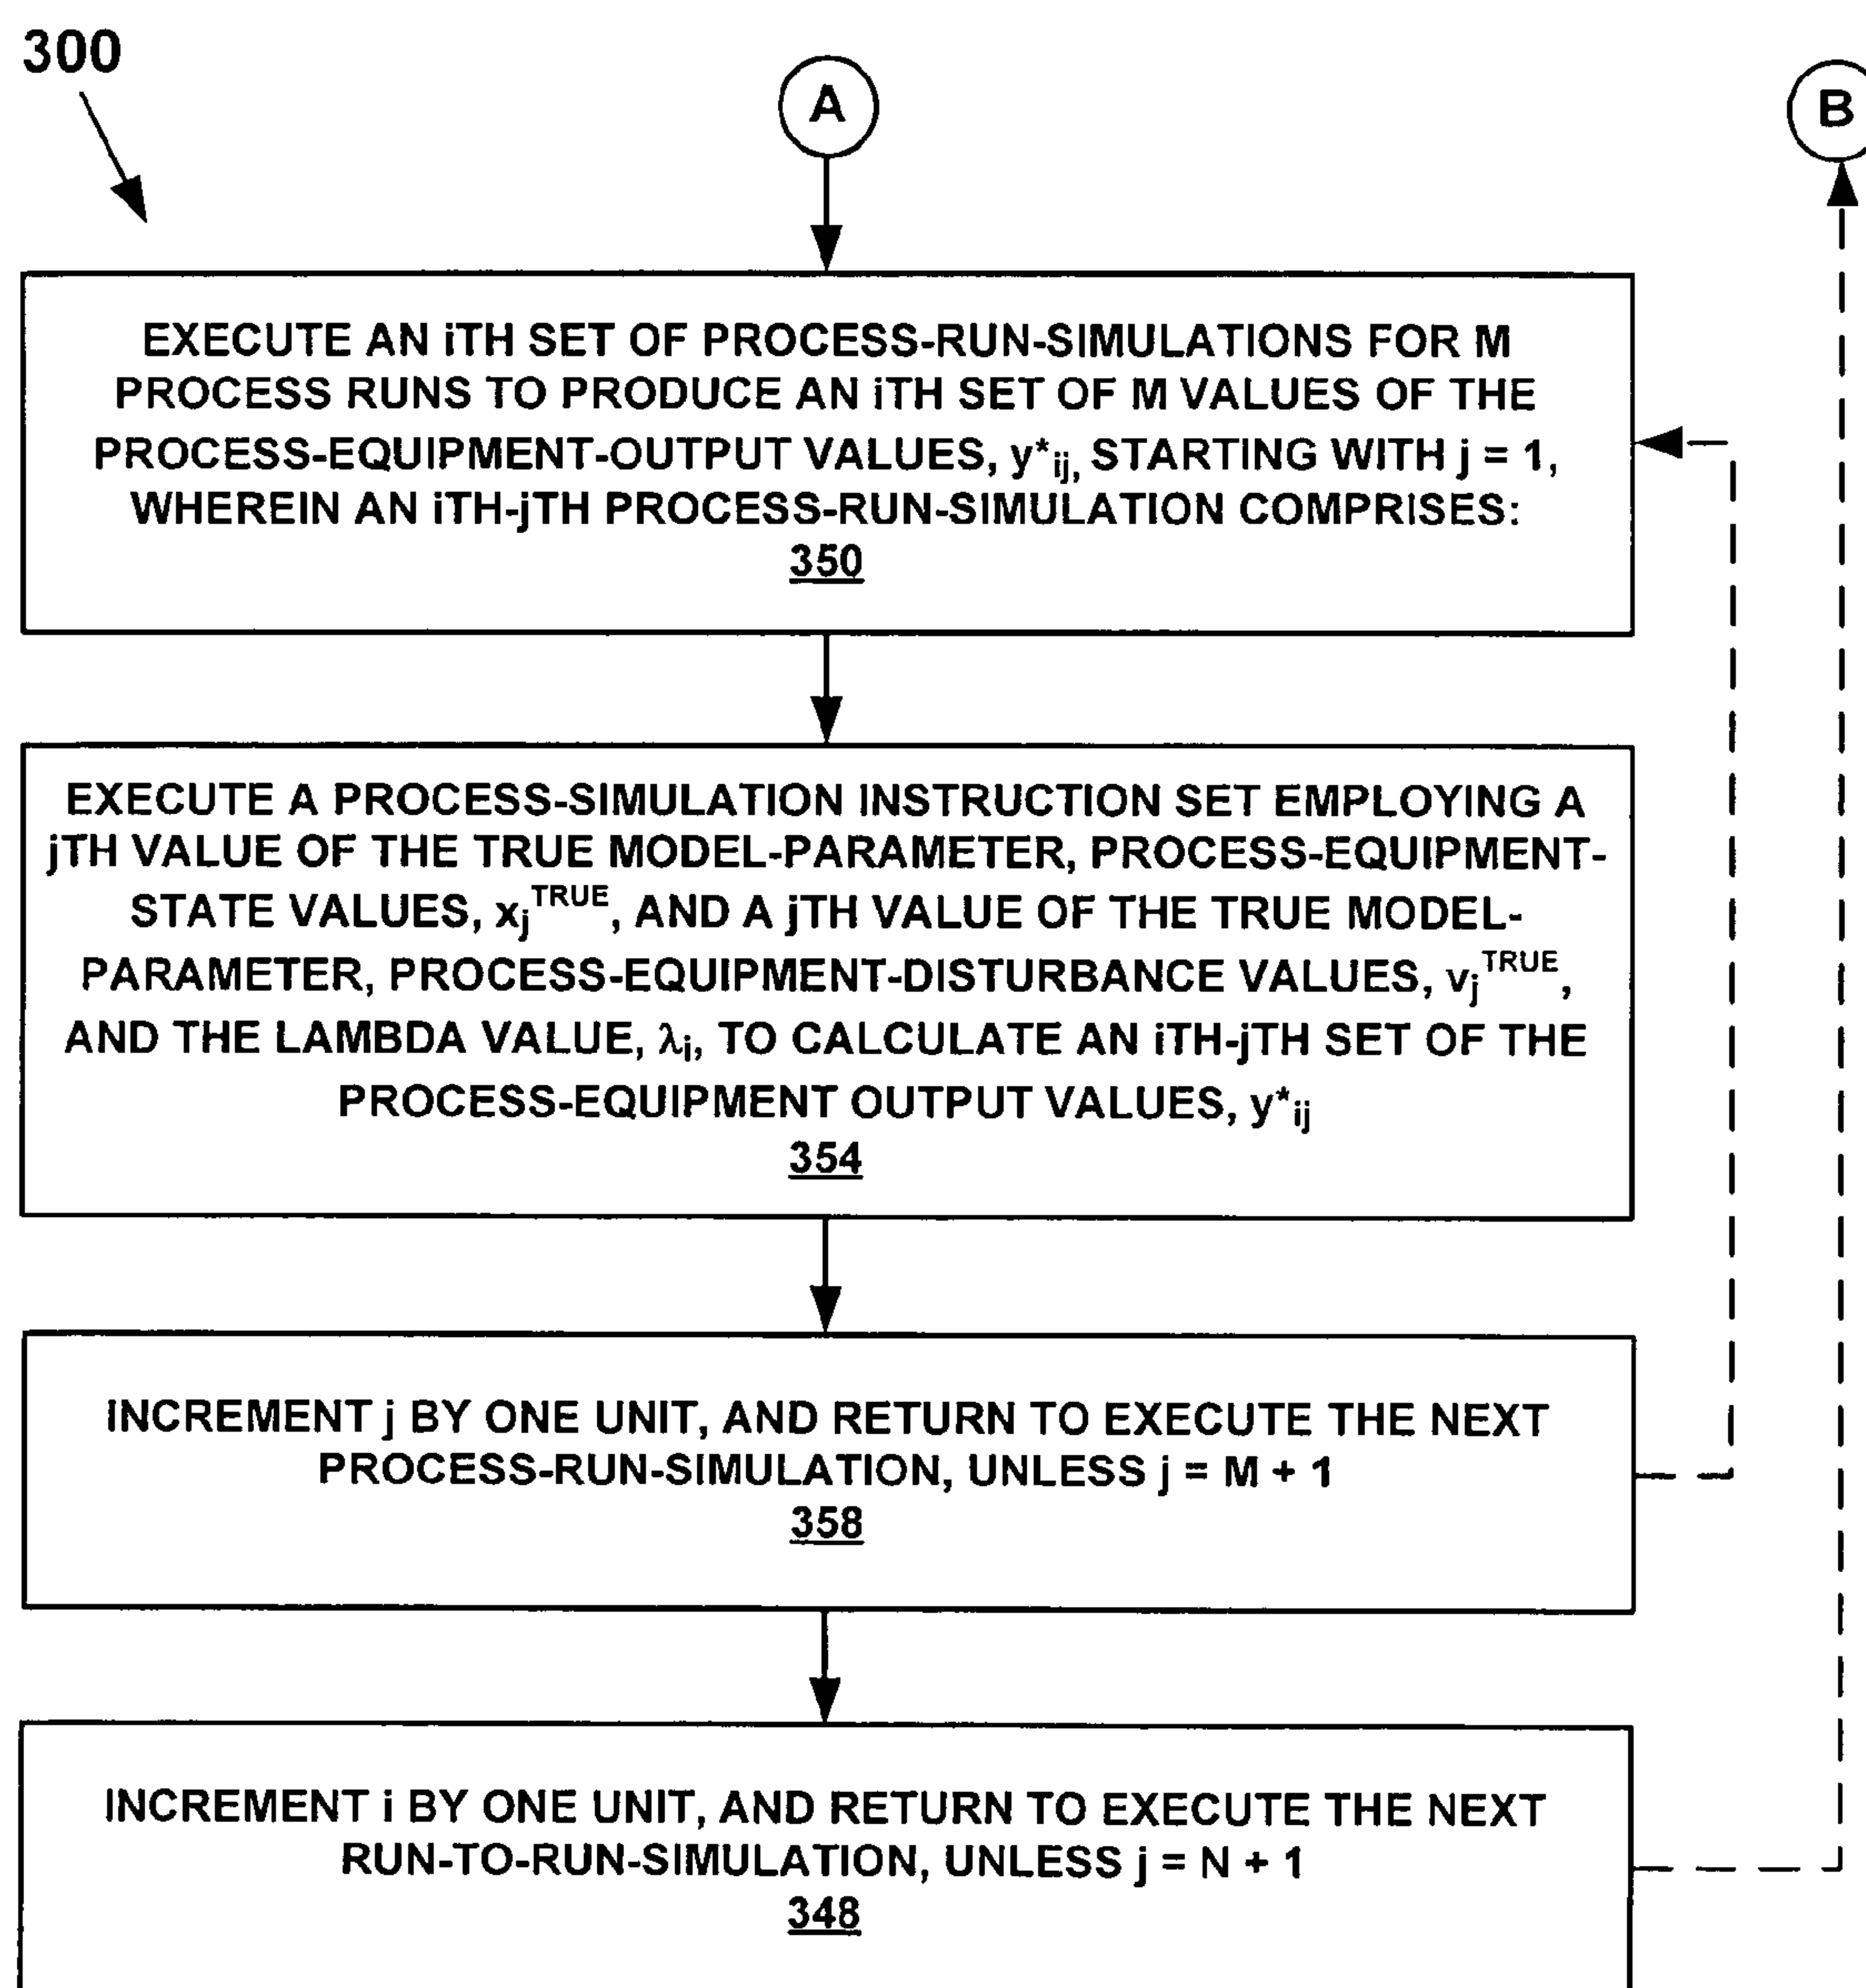 300
A
B
EXECUTE AN iTH SET OF PROCESS-RUN-SIMULATIONS FOR M
PROCESS RUNS TO PRODUCE AN iTH SET OF M VALUES OF THE
PROCESS-EQUIPMENT-OUTPUT VALUES, y*ij, STARTING WITH j = 1,
WHEREIN AN iTH-jTH PROCESS-RUN-SIMULATION COMPRISES:
350
EXECUTE A PROCESS-SIMULATION INSTRUCTION SET EMPLOYING A
jTH VALUE OF THE TRUE MODEL-PARAMETER, PROCESS-EQUIPMENT-
STATE VALUES, xjTRUE, AND A jTH VALUE OF THE TRUE MODEL-
PARAMETER, PROCESS-EQUIPMENT-DISTURBANCE VALUES, vjTRUE,
AND THE LAMBDA VALUE, λi, TO CALCULATE AN iTH-jTH SET OF THE
PROCESS-EQUIPMENT OUTPUT VALUES, y*ij
354
INCREMENT j BY ONE UNIT, AND RETURN TO EXECUTE THE NEXT
PROCESS-RUN-SIMULATION, UNLESS j = M + 1
358
INCREMENT i BY ONE UNIT, AND RETURN TO EXECUTE THE NEXT
RUN-TO-RUN-SIMULATION, UNLESS j = N + 1
348